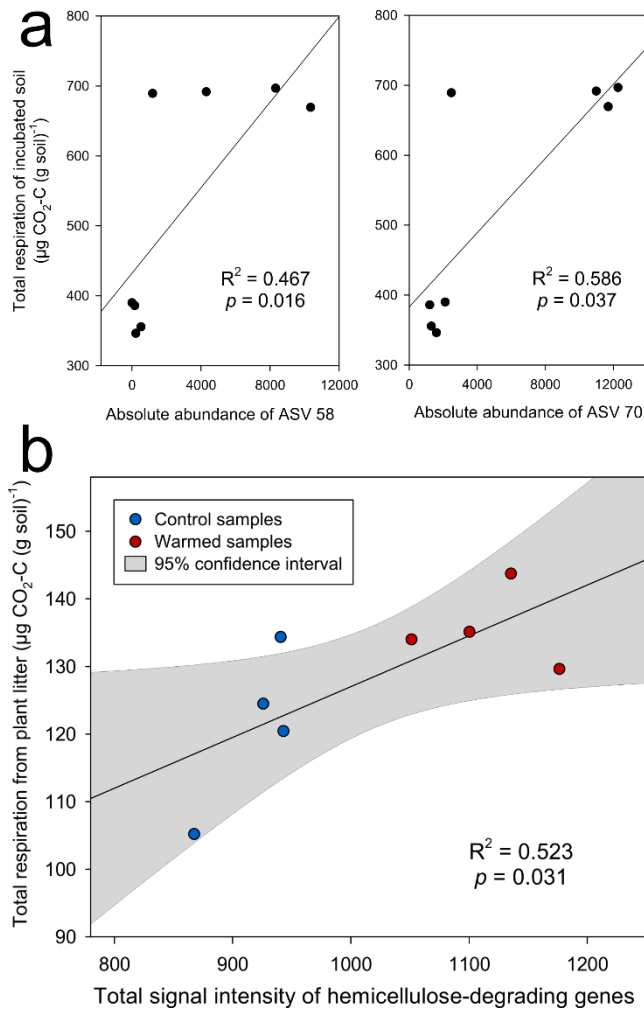 a
800
700
600
500
400
300
Total respiration of incubated soil
(µg CO₂-C (g soil)⁻¹)
R² = 0.467
p = 0.016
0 4000 8000 12000
Absolute abundance of ASV 58
800
700
600
500
400
300
R² = 0.586
p = 0.037
0 4000 8000 12000
Absolute abundance of ASV 70
b
Total respiration from plant litter (µg CO₂-C (g soil)⁻¹)
150
140
130
120
110
100
90
Control samples
Warmed samples
95% confidence interval
R² = 0.523
p = 0.031
800 900 1000 1100 1200
Total signal intensity of hemicellulose-degrading genes